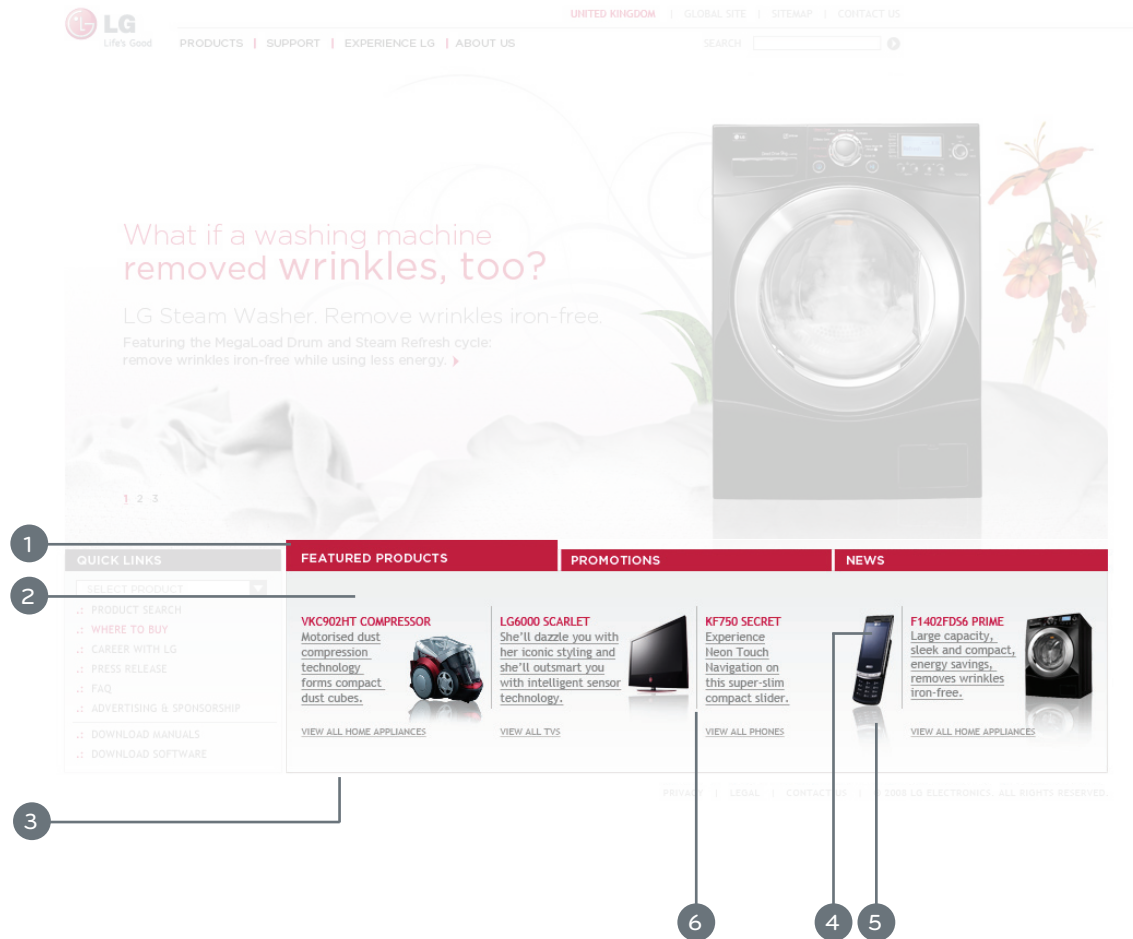 LG
Life's Good
UNITED KINGDOM | GLOBAL SITE | SITEMAP | CONTACT US
PRODUCTS | SUPPORT | EXPERIENCE LG | ABOUT US
SEARCH
What if a washing machine
removed wrinkles, too?
LG Steam Washer. Remove wrinkles iron-free.
Featuring the MegaLoad Drum and Steam Refresh cycle:
remove wrinkles iron-free while using less energy.
1 2 3
1
2
3
QUICK LINKS
SELECT PRODUCT
.: PRODUCT SEARCH
.: WHERE TO BUY
.: CAREER WITH LG
.: PRESS RELEASE
.: FAQ
.: ADVERTISING & SPONSORSHIP
.: DOWNLOAD MANUALS
.: DOWNLOAD SOFTWARE
FEATURED PRODUCTS
PROMOTIONS
NEWS
VKC902HT COMPRESSOR
Motorised dust
compression
technology
forms compact
dust cubes.
VIEW ALL HOME APPLIANCES
LG6000 SCARLET
She'll dazzle you with
her iconic styling and
she'll outsmart you
with intelligent sensor
technology.
VIEW ALL TVS
KF750 SECRET
Experience
Neon Touch
Navigation on
this super-slim
compact slider.
VIEW ALL PHONES
F1402FDS6 PRIME
Large capacity,
sleek and compact,
energy savings,
removes wrinkles
iron-free.
VIEW ALL HOME APPLIANCES
PRIVACY | LEGAL | CONTACT US | © 2008 LG ELECTRONICS. ALL RIGHTS RESERVED.
6
4
5